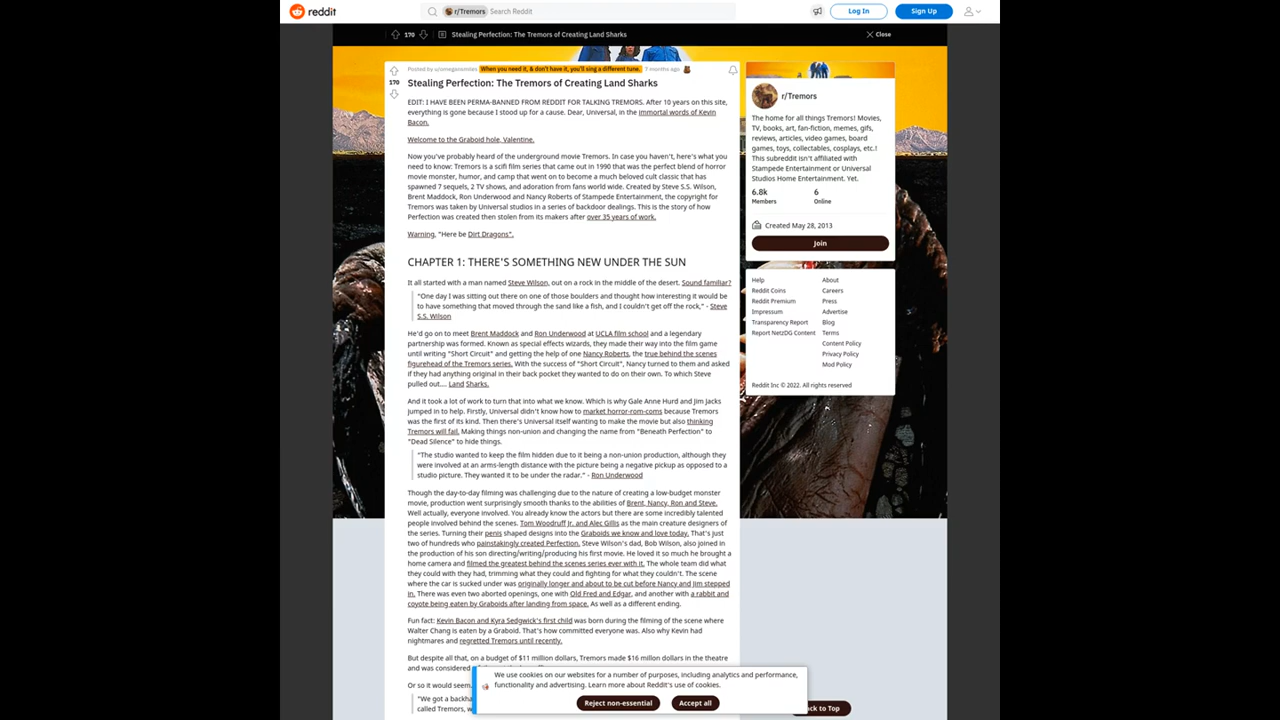 reddit
r/Tremors
Search Reddit
Log In
Sign Up
170
Stealing Perfection: The Tremors of Creating Land Sharks
Close
Posted by u/omegansmiles When you need it, & don't have it, you'll sing a different tune. 7 months ago
170
Stealing Perfection: The Tremors of Creating Land Sharks
EDIT: I HAVE BEEN PERMA-BANNED FROM REDDIT FOR TALKING TREMORS. After 10 years on this site,
everything is gone because I stood up for a cause. Dear, Universal, in the immortal words of Kevin
Bacon.
Welcome to the Graboid hole, Valentine.
Now you've probably heard of the underground movie Tremors. In case you haven't, here's what you
need to know: Tremors is a scifi film series that came out in 1990 that was the perfect blend of horror
movie monster, humor, and camp that went on to become a much beloved cult classic that has
spawned 7 sequels, 2 TV shows, and adoration from fans world wide. Created by Steve S.S. Wilson,
Brent Maddock, Ron Underwood and Nancy Roberts of Stampede Entertainment, the copyright for
Tremors was taken by Universal studios in a series of backdoor dealings. This is the story of how
Perfection was created then stolen from its makers after over 35 years of work.
Warning, "Here be Dirt Dragons".
CHAPTER 1: THERE'S SOMETHING NEW UNDER THE SUN
It all started with a man named Steve Wilson, out on a rock in the middle of the desert. Sound familiar?
"One day I was sitting out there on one of those boulders and thought how interesting it would be
to have something that moved through the sand like a fish, and I couldn't get off the rock," - Steve
S.S. Wilson
He'd go on to meet Brent Maddock and Ron Underwood at UCLA film school and a legendary
partnership was formed. Known as special effects wizards, they made their way into the film game
until writing "Short Circuit" and getting the help of one Nancy Roberts, the true behind the scenes
figurehead of the Tremors series. With the success of "Short Circuit", Nancy turned to them and asked
if they had anything original in their back pocket they wanted to do on their own. To which Steve
pulled out.... Land Sharks.
And it took a lot of work to turn that into what we know. Which is why Gale Anne Hurd and Jim Jacks
jumped in to help. Firstly, Universal didn't know how to market horror-rom-coms because Tremors
was the first of its kind. Then there's Universal itself wanting to make the movie but also thinking
Tremors will fail. Making things non-union and changing the name from "Beneath Perfection" to
"Dead Silence" to hide things.
"The studio wanted to keep the film hidden due to it being a non-union production, although they
were involved at an arms-length distance with the picture being a negative pickup as opposed to a
studio picture. They wanted it to be under the radar." - Ron Underwood
Though the day-to-day filming was challenging due to the nature of creating a low-budget monster
movie, production went surprisingly smooth thanks to the abilities of Brent, Nancy, Ron and Steve.
Well actually, everyone involved. You already know the actors but there are some incredibly talented
people involved behind the scenes. Tom Woodruff Jr. and Alec Gillis as the main creature designers of
the series. Turning their penis shaped designs into the Graboids we know and love today. That's just
two of hundreds who painstakingly created Perfection. Steve Wilson's dad, Bob Wilson, also joined in
the production of his son directing/writing/producing his first movie. He loved it so much he brought a
home camera and filmed the greatest behind the scenes series ever with it. The whole team did what
they could with they had, trimming what they could and fighting for what they couldn't. The scene
where the car is sucked under was originally longer and about to be cut before Nancy and Jim stepped
in. There was even two aborted openings, one with Old Fred and Edgar, and another with a rabbit and
coyote being eaten by Graboids after landing from space. As well as a different ending.
Fun fact: Kevin Bacon and Kyra Sedgwick's first child was born during the filming of the scene where
Walter Chang is eaten by a Graboid. That's how committed everyone was. Also why Kevin had
nightmares and regretted Tremors until recently.
But despite all that, on a budget of $11 million dollars, Tremors made $16 millon dollars in the theatre
and was considered
Or so it would seem.
"We got a backha
called Tremors, w
r/Tremors
The home for all things Tremors! Movies,
TV, books, art, fan-fiction, memes, gifs,
reviews, articles, video games, board
games, toys, collectables, cosplays, etc.!
This subreddit isn't affiliated with
Stampede Entertainment or Universal
Studios Home Entertainment. Yet.
6.8k 6
Members Online
Created May 28, 2013
Join
Help About
Reddit Coins Careers
Reddit Premium Press
Impressum Advertise
Transparency Report Blog
Report NetzDG Content Terms
Content Policy
Privacy Policy
Mod Policy
Reddit Inc © 2022. All rights reserved
We use cookies on our websites for a number of purposes, including analytics and performance,
functionality and advertising. Learn more about Reddit's use of cookies.
Reject non-essential
Accept all
ck to Top